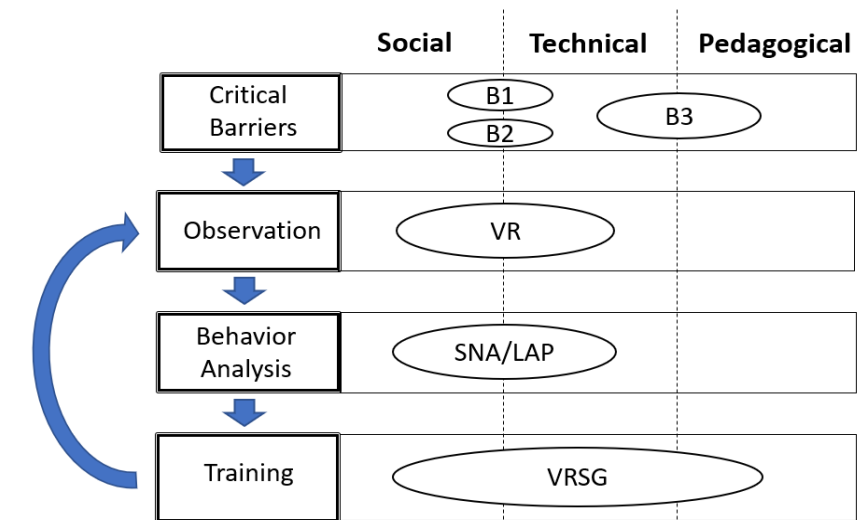 Social Technical Pedagogical
Critical
Barriers
B1
B2
B3
Observation
VR
Behavior
Analysis
SNA/LAP
Training
VRSG